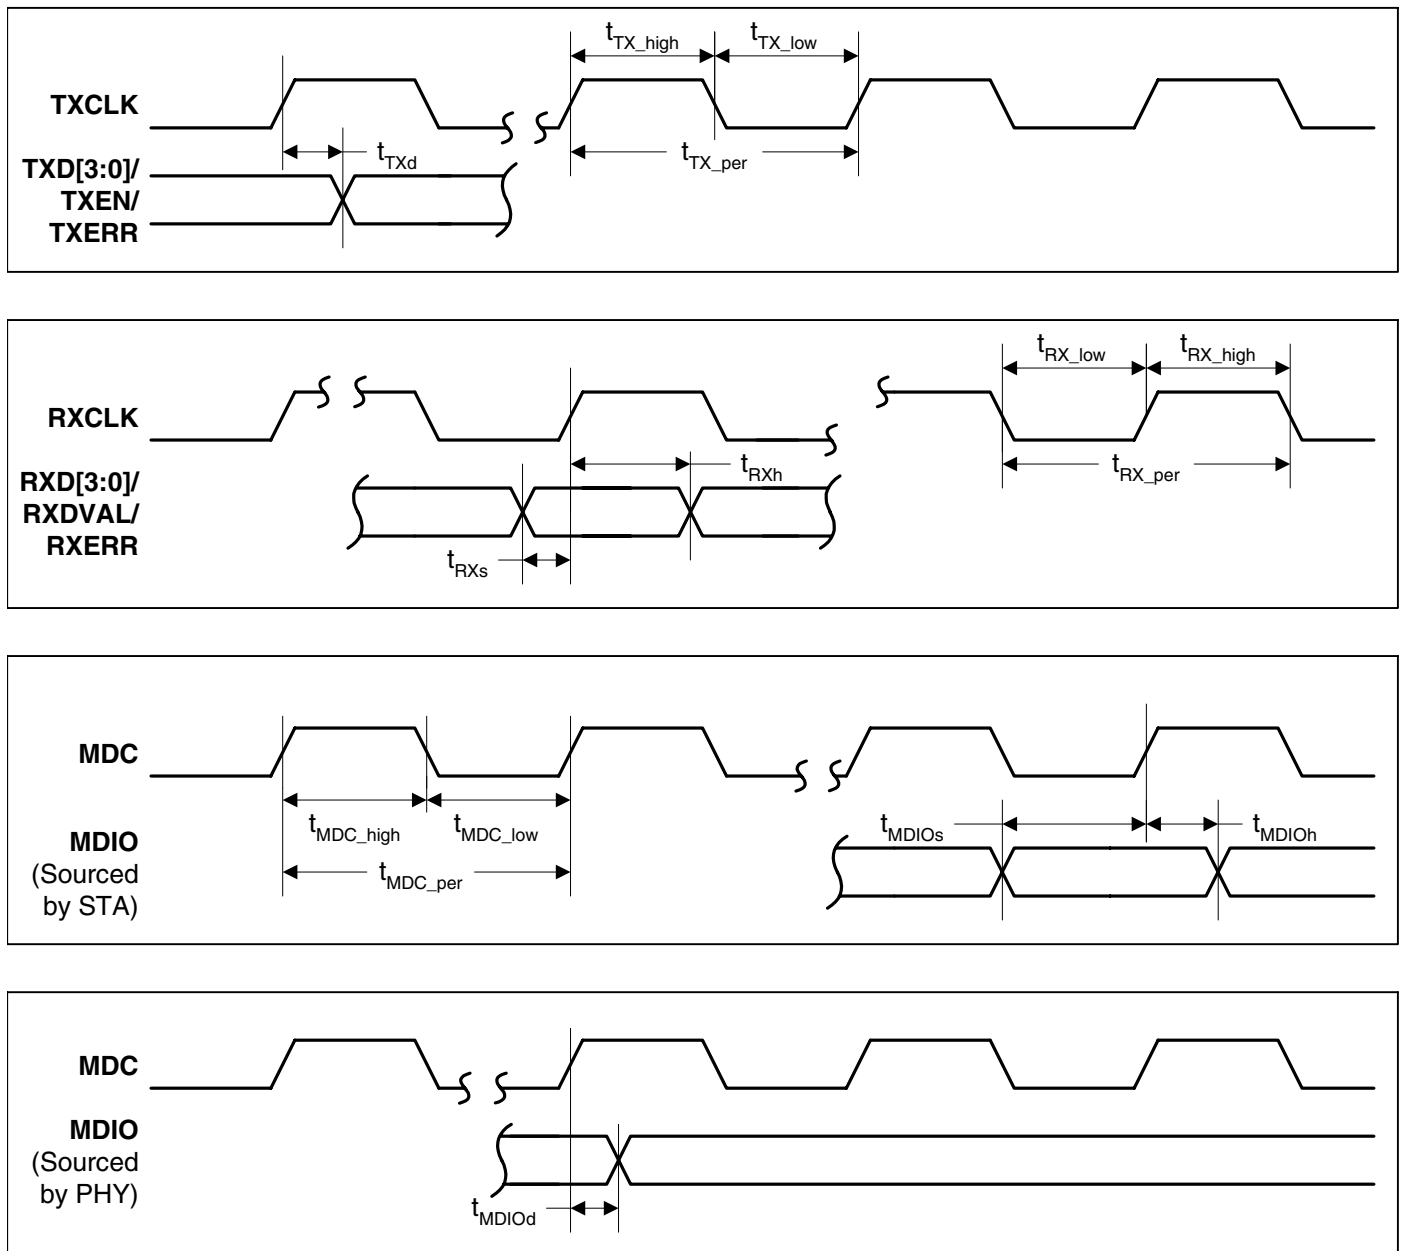 t_TX_high t_TX_low
TXCLK
t_TXd t_TX_per
TXD[3:0]/
TXEN/
TXERR
t_RX_low t_RX_high
RXCLK
t_RXh t_RX_per
RXD[3:0]/
RXDVAL/
RXERR
t_RXs
MDC
t_MDC_high t_MDC_low t_MDIOs t_MDIOh
MDIO
(Sourced
by STA)
t_MDC_per
MDC
MDIO
(Sourced
by PHY)
t_MDIOd